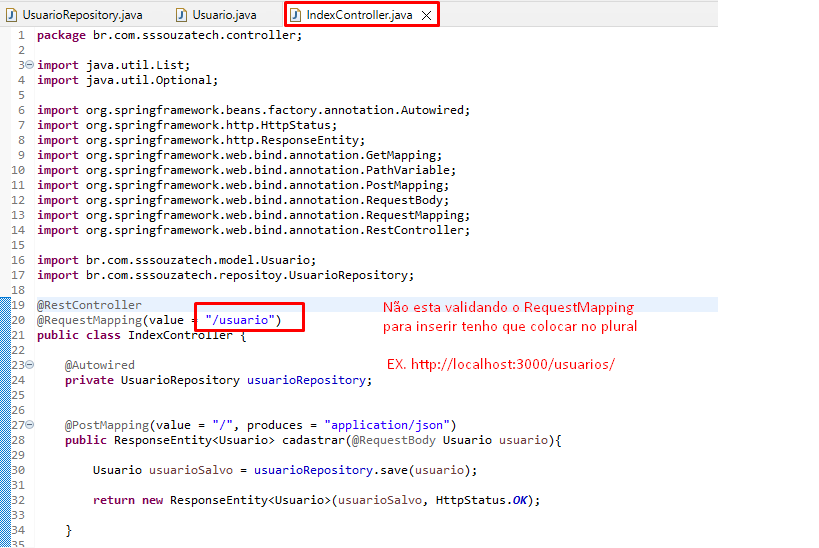 UsuarioRepository.java Usuario.java IndexController.java
1 package br.com.sssouzatech.controller;
2
3 import java.util.List;
4 import java.util.Optional;
5
6 import org.springframework.beans.factory.annotation.Autowired;
7 import org.springframework.http.HttpStatus;
8 import org.springframework.http.ResponseEntity;
9 import org.springframework.web.bind.annotation.GetMapping;
10 import org.springframework.web.bind.annotation.PathVariable;
11 import org.springframework.web.bind.annotation.PostMapping;
12 import org.springframework.web.bind.annotation.RequestBody;
13 import org.springframework.web.bind.annotation.RequestMapping;
14 import org.springframework.web.bind.annotation.RestController;
15
16 import br.com.sssouzatech.model.Usuario;
17 import br.com.sssouzatech.repositoy.UsuarioRepository;
18
19 @RestController
20 @RequestMapping(value = "/usuario")
21 public class IndexController {
22
23 @Autowired
24 private UsuarioRepository usuarioRepository;
25
26
27 @PostMapping(value = "/", produces = "application/json")
28 public ResponseEntity<Usuario> cadastrar(@RequestBody Usuario usuario){
29
30 Usuario usuarioSalvo = usuarioRepository.save(usuario);
31
32 return new ResponseEntity<Usuario>(usuarioSalvo, HttpStatus.OK);
33
34 }
35
Não esta validando o RequestMapping
para inserir tenho que colocar no plural
EX. http://localhost:3000/usuarios/